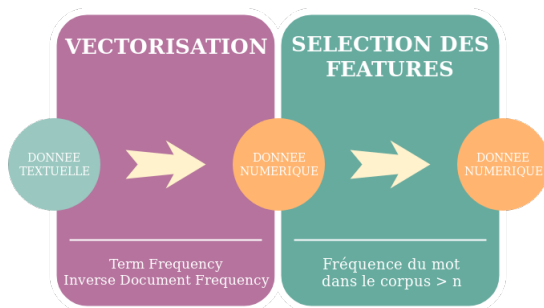 VECTORISATION
SELECTION DES
FEATURES
DONNEE
TEXTUELLE
DONNEE
NUMERIQUE
DONNEE
NUMERIQUE
Term Frequency
Inverse Document Frequency
Fréquence du mot
dans le corpus > n